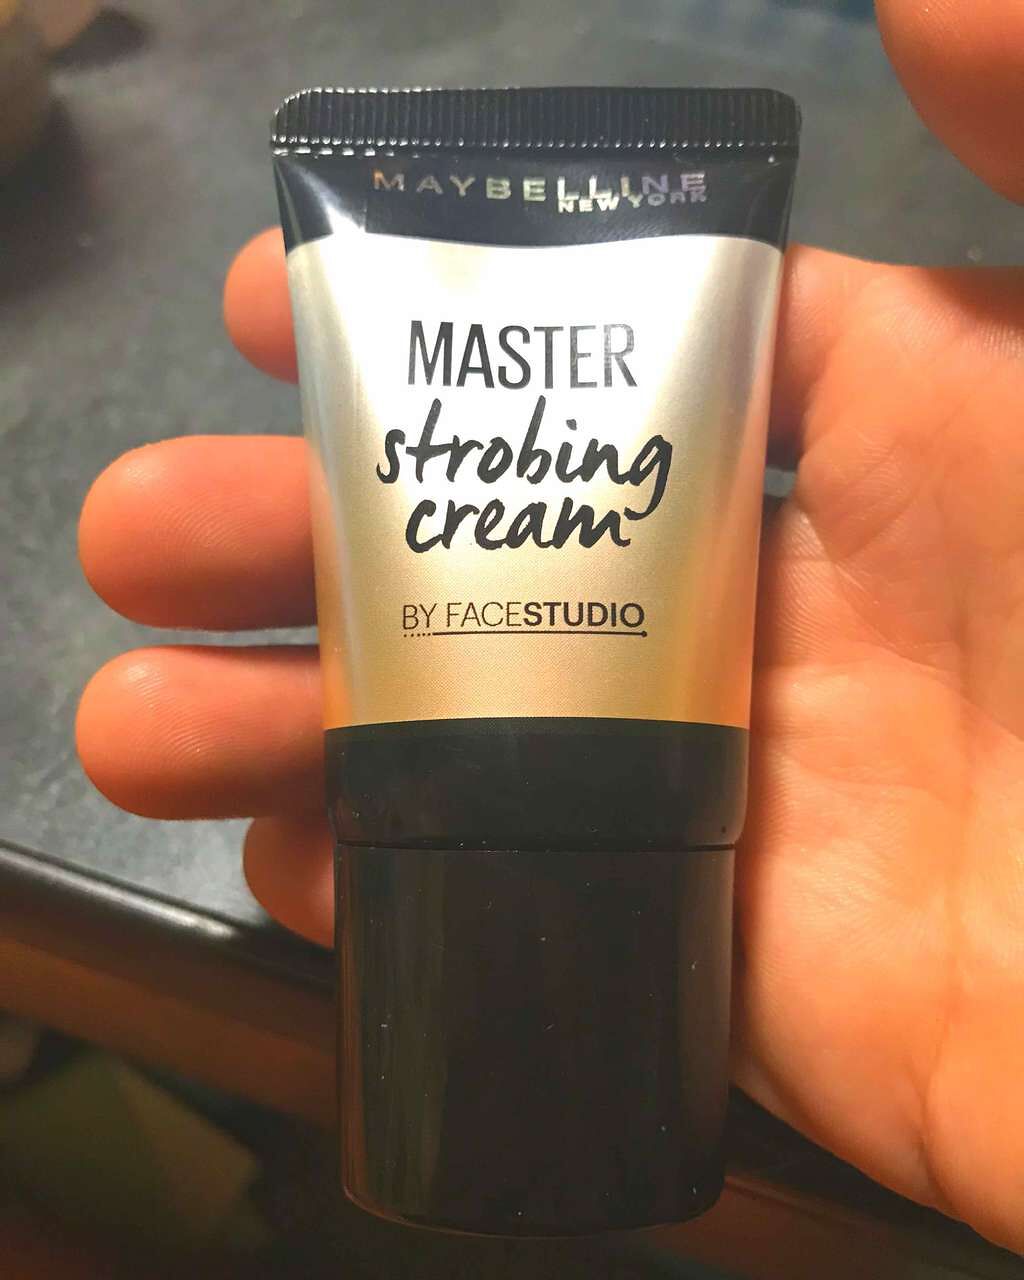 MAYBELLINE
NEW YORK
MASTER
strobing
cream
BY FACESTUDIO